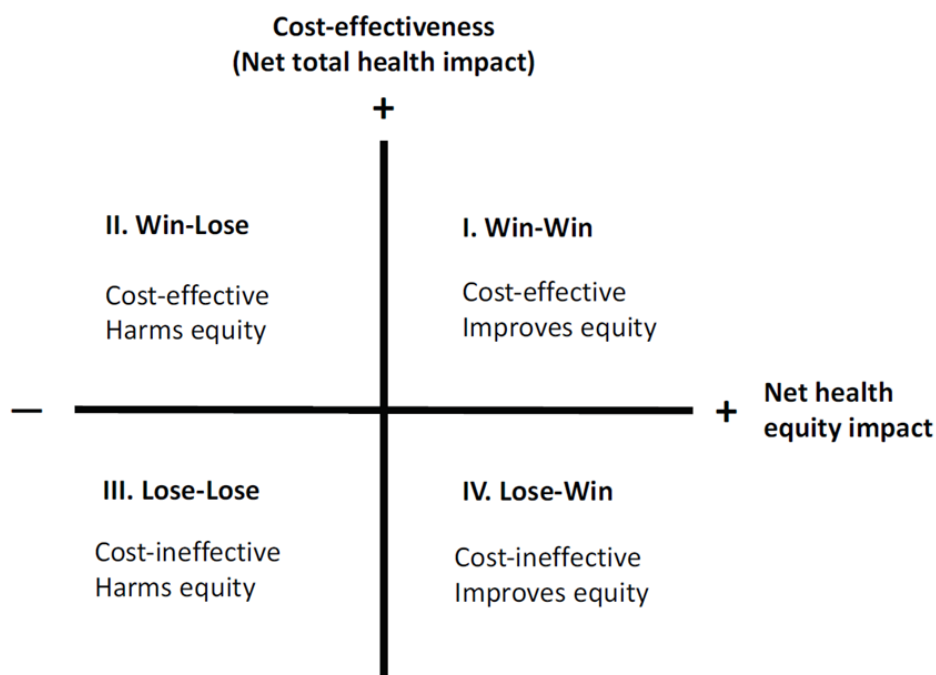 Cost-effectiveness
(Net total health impact)
+
II. Win-Lose
Cost-effective
Harms equity
I. Win-Win
Cost-effective
Improves equity
—
+
Net health
equity impact
III. Lose-Lose
Cost-ineffective
Harms equity
IV. Lose-Win
Cost-ineffective
Improves equity